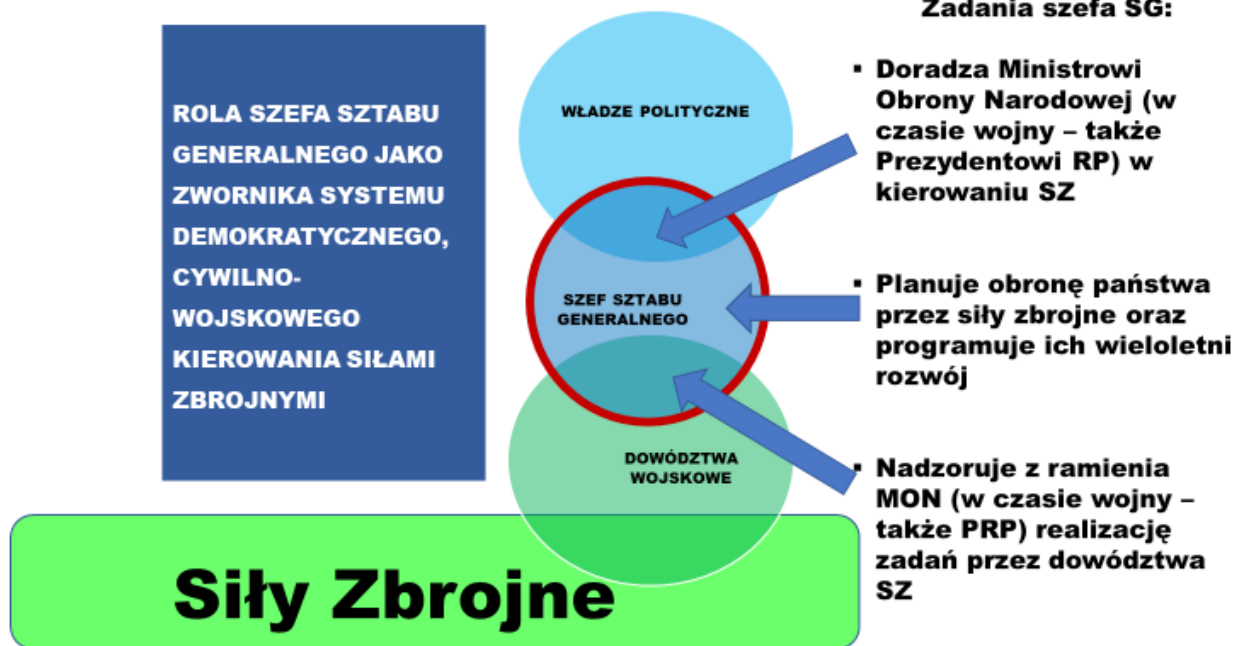 ROLA SZEFA SZTABU
GENERALNEGO JAKO
ZWORNIKA SYSTEMU
DEMOKRATYCZNEGO,
CYWILNO-
WOJSKOWEGO
KIEROWANIA SIŁAMI
ZBROJNYMI
WŁADZE POLITYCZNE
SZEF SZTABU
GENERALNEGO
DOWÓDZTWA
WOJSKOWE
Siły Zbrojne
Zadania szefa SG:
▪ Doradza Ministrowi
Obrony Narodowej (w
czasie wojny – także
Prezydentowi RP) w
kierowaniu SZ
▪ Planuje obronę państwa
przez siły zbrojne oraz
programuje ich wieloletni
rozwój
▪ Nadzoruje z ramienia
MON (w czasie wojny –
także PRP) realizację
zadań przez dowództwa
SZ